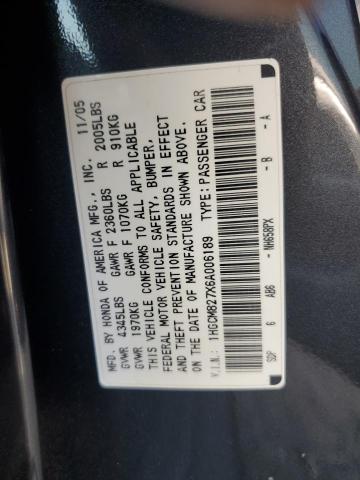 MFD. BY HONDA OF AMERICA MFG., INC. 11/05
GVWR 4345LBS GAWR F 2360LBS R 2005LBS
GVWR 1970KG GAWR F 1070KG R 910KG
THIS VEHICLE CONFORMS TO ALL APPLICABLE
FEDERAL MOTOR VEHICLE SAFETY, BUMPER,
AND THEFT PREVENTION STANDARDS IN EFFECT
ON THE DATE OF MANUFACTURE SHOWN ABOVE.
V.I.N.: 1HGCM827X6A006189 TYPE: PASSENGER CAR
SDP 6 AB6 - NH658PX - B - A